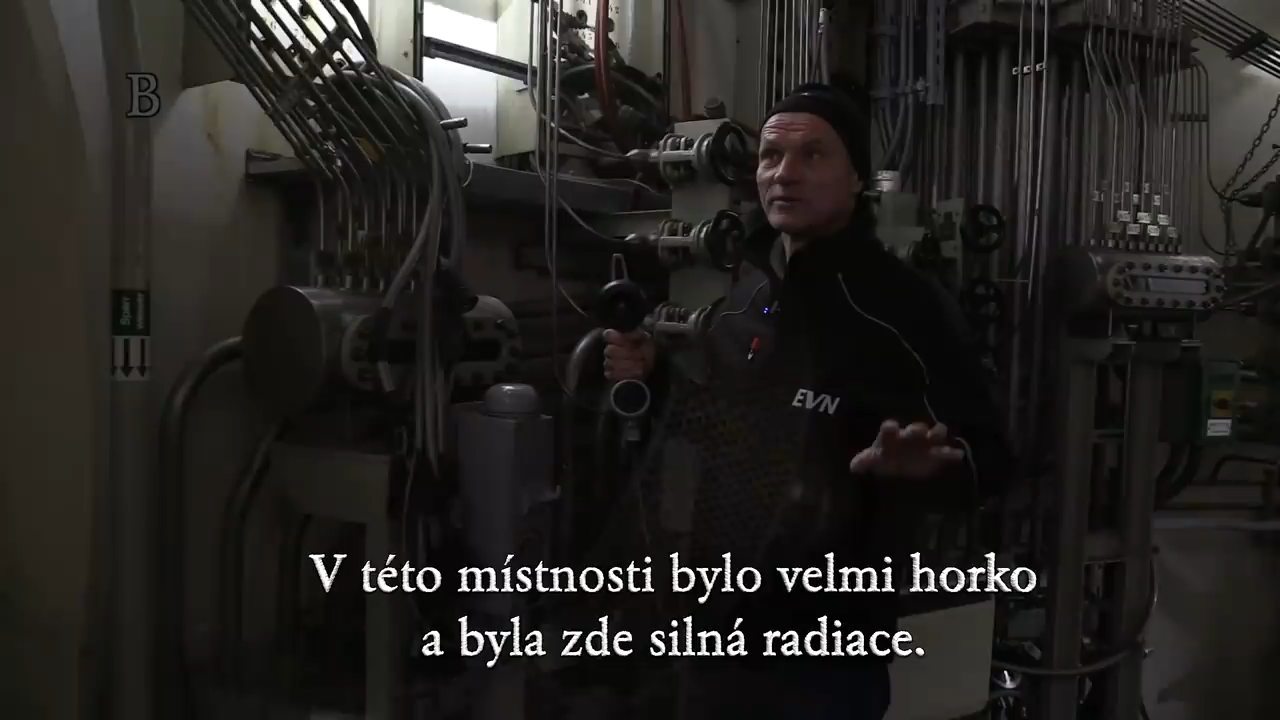 B
EVN
V této místnosti bylo velmi horko
a byla zde silná radiace.